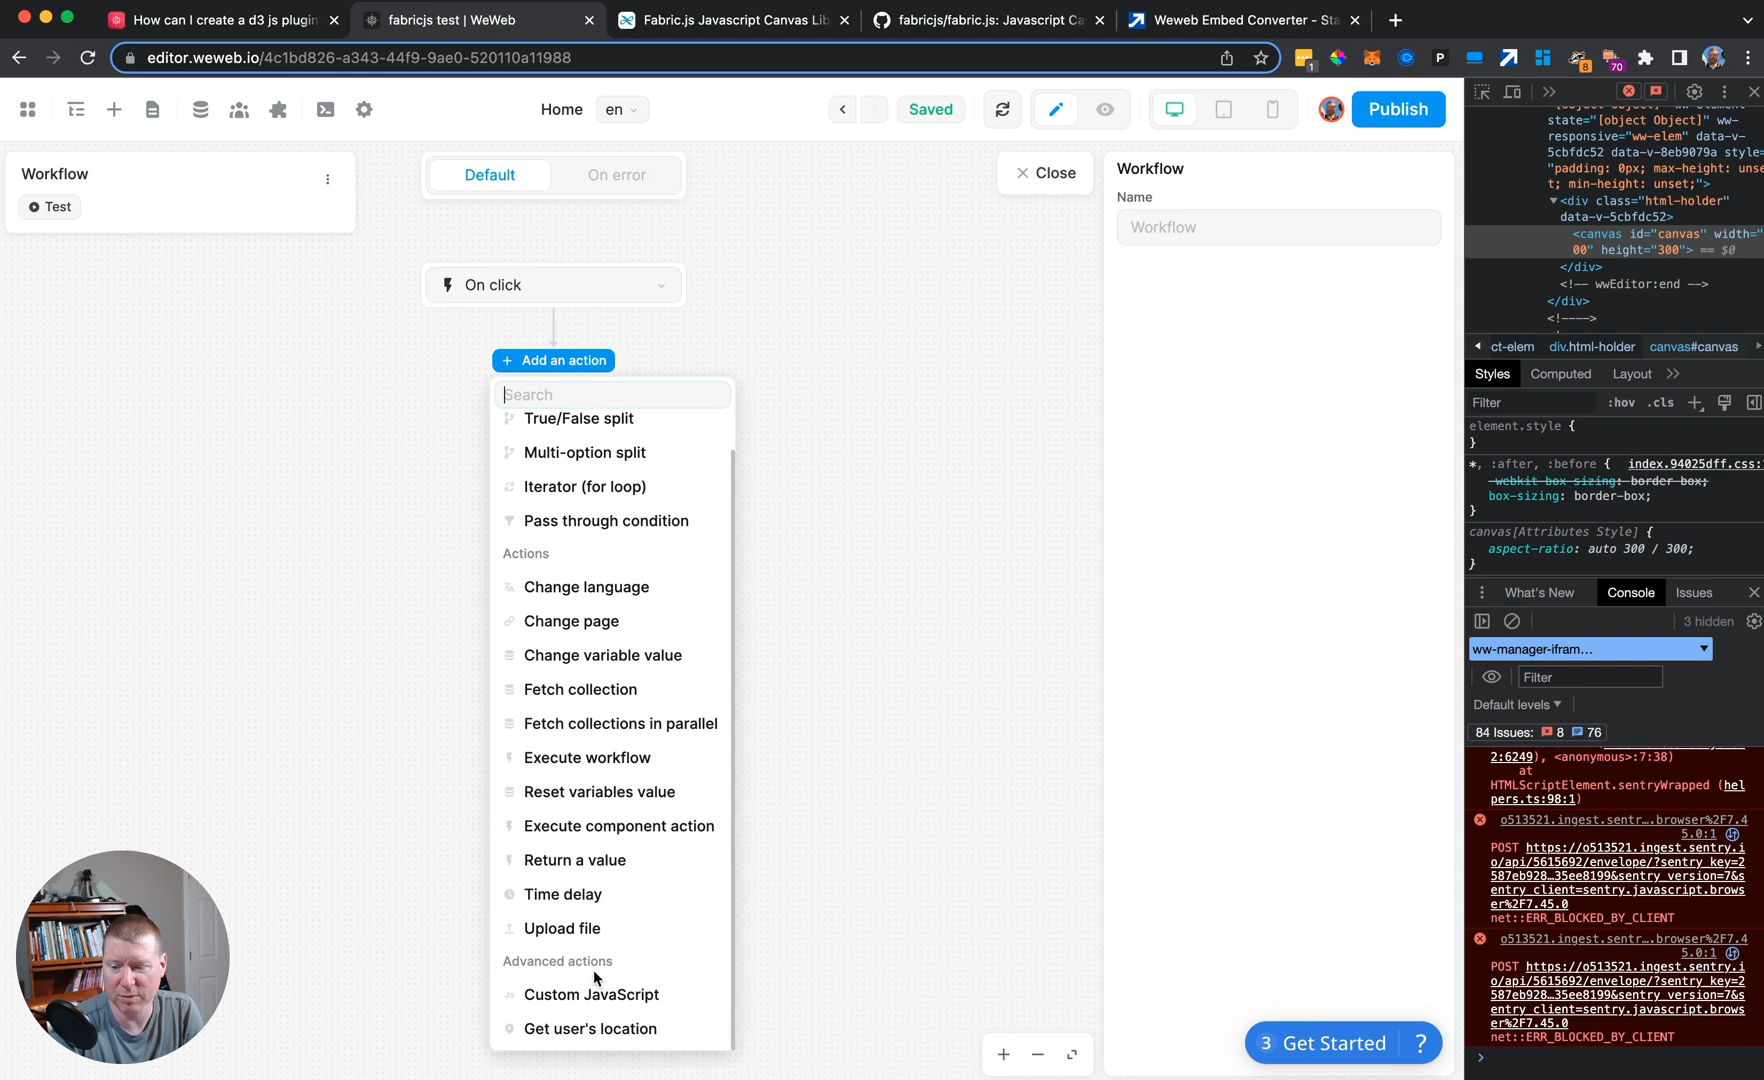 How can I create a d3 js plugin
fabricjs test | WeWeb
Fabric.js Javascript Canvas Lib
fabricjs/fabric.js: Javascript Ca
Weweb Embed Converter - Sta
editor.weweb.io/4c1bd826-a343-44f9-9ae0-520110a11988
1
P
8
70
Home
en
Saved
Publish
Workflow
Test
Default
On error
Close
On click
+ Add an action
Search
True/False split
Multi-option split
Iterator (for loop)
Pass through condition
Actions
Change language
Change page
Change variable value
Fetch collection
Fetch collections in parallel
Execute workflow
Reset variables value
Execute component action
Return a value
Time delay
Upload file
Advanced actions
Custom JavaScript
Get user's location
Workflow
Name
Workflow
3 Get Started ?
state="[object Object]" ww-
responsive="ww-elem" data-v-
5cbfdc52 data-v-8eb9079a style=
"padding: 0px; max-height: unse
t; min-height: unset;">
<div class="html-holder"
data-v-5cbfdc52>
<canvas id="canvas" width="
00" height="300"> == $0
</div>
<!-- wwEditor:end -->
</div>
<!---->
ct-elem div.html-holder canvas#canvas
Styles Computed Layout
Filter :hov .cls
element.style {
}
*, :after, :before { index.94025dff.css:
-webkit-box-sizing: border-box;
box-sizing: border-box;
}
canvas[Attributes Style] {
aspect-ratio: auto 300 / 300;
}
What's New Console Issues
3 hidden
ww-manager-ifram…
Filter
Default levels
84 Issues: 8 76
2:6249), <anonymous>:7:38)
at
HTMLScriptElement.sentryWrapped (hel
pers.ts:98:1)
o513521.ingest.sentr….browser%2F7.4
5.0:1
POST https://o513521.ingest.sentry.i
o/api/5615692/envelope/?sentry_key=2
587eb928…35ee8199&sentry_version=7&s
entry_client=sentry.javascript.brows
er%2F7.45.0
net::ERR_BLOCKED_BY_CLIENT
o513521.ingest.sentr….browser%2F7.4
5.0:1
POST https://o513521.ingest.sentry.i
o/api/5615692/envelope/?sentry_key=2
587eb928…35ee8199&sentry_version=7&s
entry_client=sentry.javascript.brows
er%2F7.45.0
net::ERR_BLOCKED_BY_CLIENT